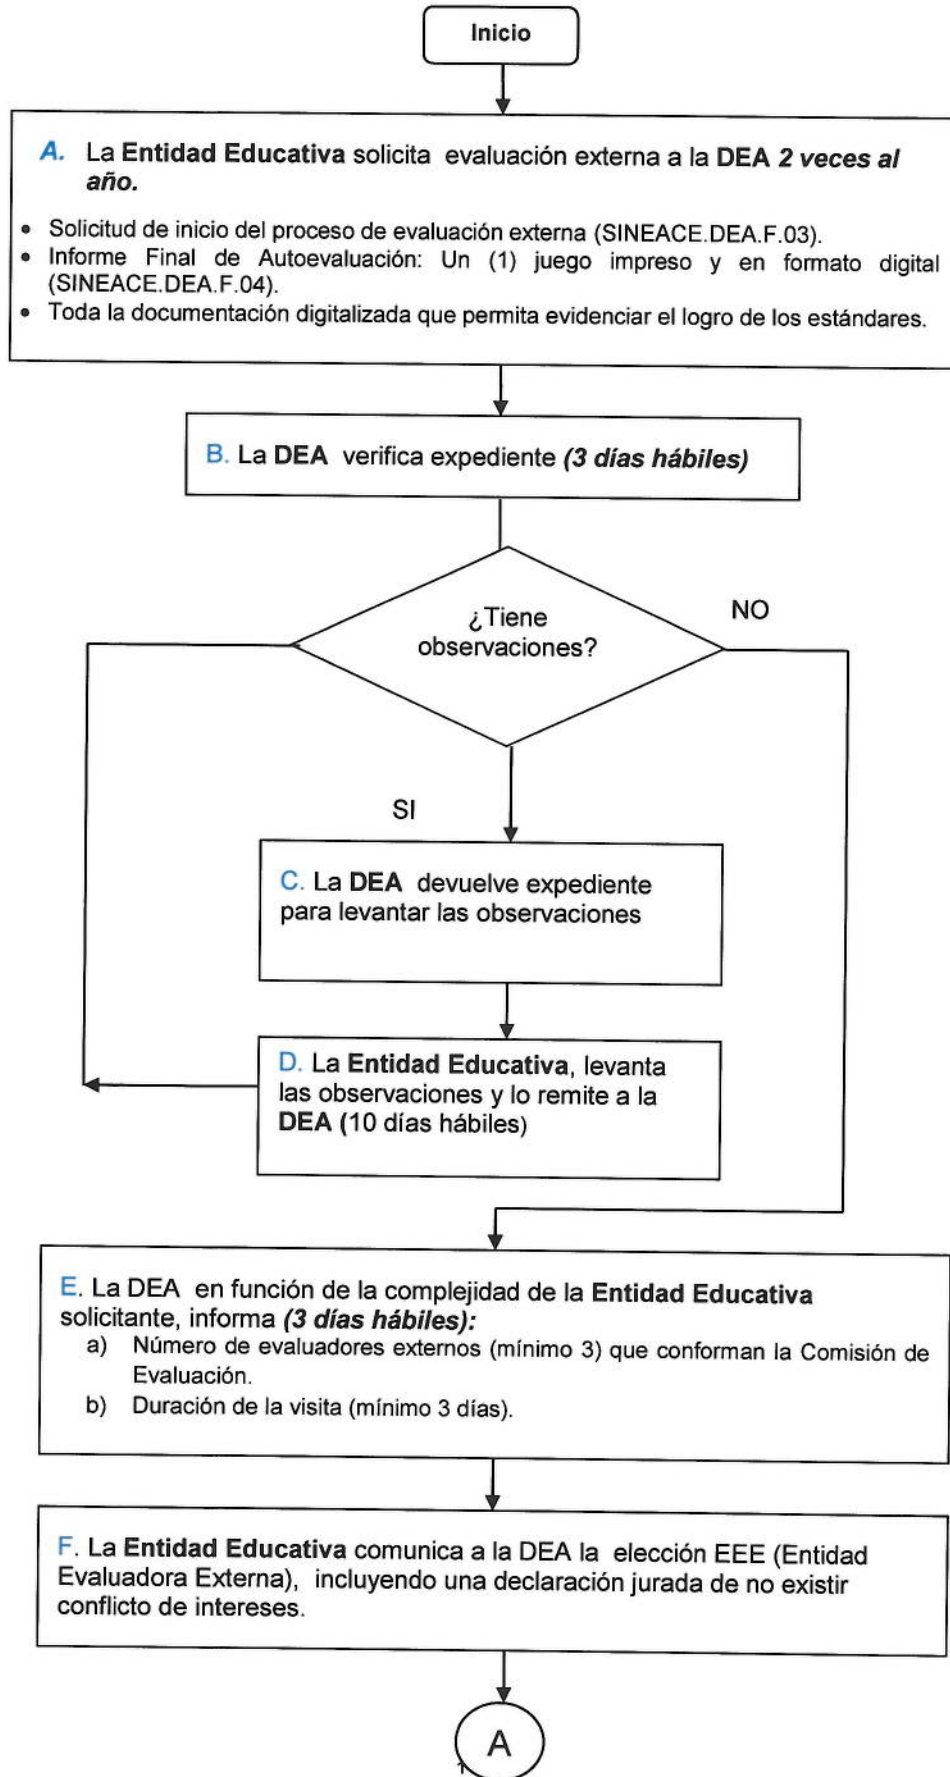 Inicio
A. La Entidad Educativa solicita evaluación externa a la DEA 2 veces al
año.
• Solicitud de inicio del proceso de evaluación externa (SINEACE.DEA.F.03).
• Informe Final de Autoevaluación: Un (1) juego impreso y en formato digital
(SINEACE.DEA.F.04).
• Toda la documentación digitalizada que permita evidenciar el logro de los estándares.
B. La DEA verifica expediente (3 días hábiles)
¿Tiene
observaciones?
NO
SI
C. La DEA devuelve expediente
para levantar las observaciones
D. La Entidad Educativa, levanta
las observaciones y lo remite a la
DEA (10 días hábiles)
E. La DEA en función de la complejidad de la Entidad Educativa
solicitante, informa (3 días hábiles):
a) Número de evaluadores externos (mínimo 3) que conforman la Comisión de
Evaluación.
b) Duración de la visita (mínimo 3 días).
F. La Entidad Educativa comunica a la DEA la elección EEE (Entidad
Evaluadora Externa), incluyendo una declaración jurada de no existir
conflicto de intereses.
A